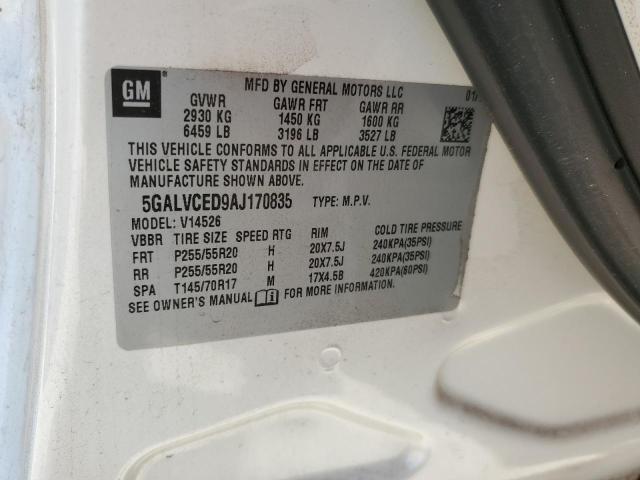 GM
MFD BY GENERAL MOTORS LLC 01/
GVWR GAWR FRT GAWR RR
2930 KG 1450 KG 1600 KG
6459 LB 3196 LB 3527 LB
THIS VEHICLE CONFORMS TO ALL APPLICABLE U.S. FEDERAL MOTOR
VEHICLE SAFETY STANDARDS IN EFFECT ON THE DATE OF
MANUFACTURE SHOWN ABOVE.
5GALVCED9AJ170835 TYPE: M.P.V.
MODEL: V14526
VBBR TIRE SIZE SPEED RTG RIM COLD TIRE PRESSURE
FRT P255/55R20 H 20X7.5J 240KPA(35PSI)
RR P255/55R20 H 20X7.5J 240KPA(35PSI)
SPA T145/70R17 M 17X4.5B 420KPA(60PSI)
SEE OWNER'S MANUAL FOR MORE INFORMATION.